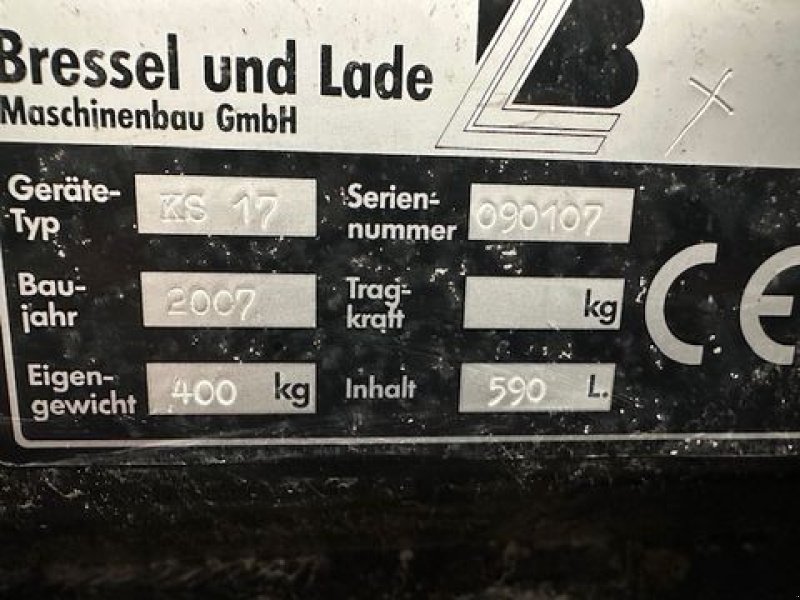 Bressel und Lade
Maschinenbau GmbH
LB
Geräte-
Typ
KS 17
Serien-
nummer
090107
Bau-
jahr
2007
Trag-
kraft
kg
CE
Eigen-
gewicht
400 kg
Inhalt
590 L.